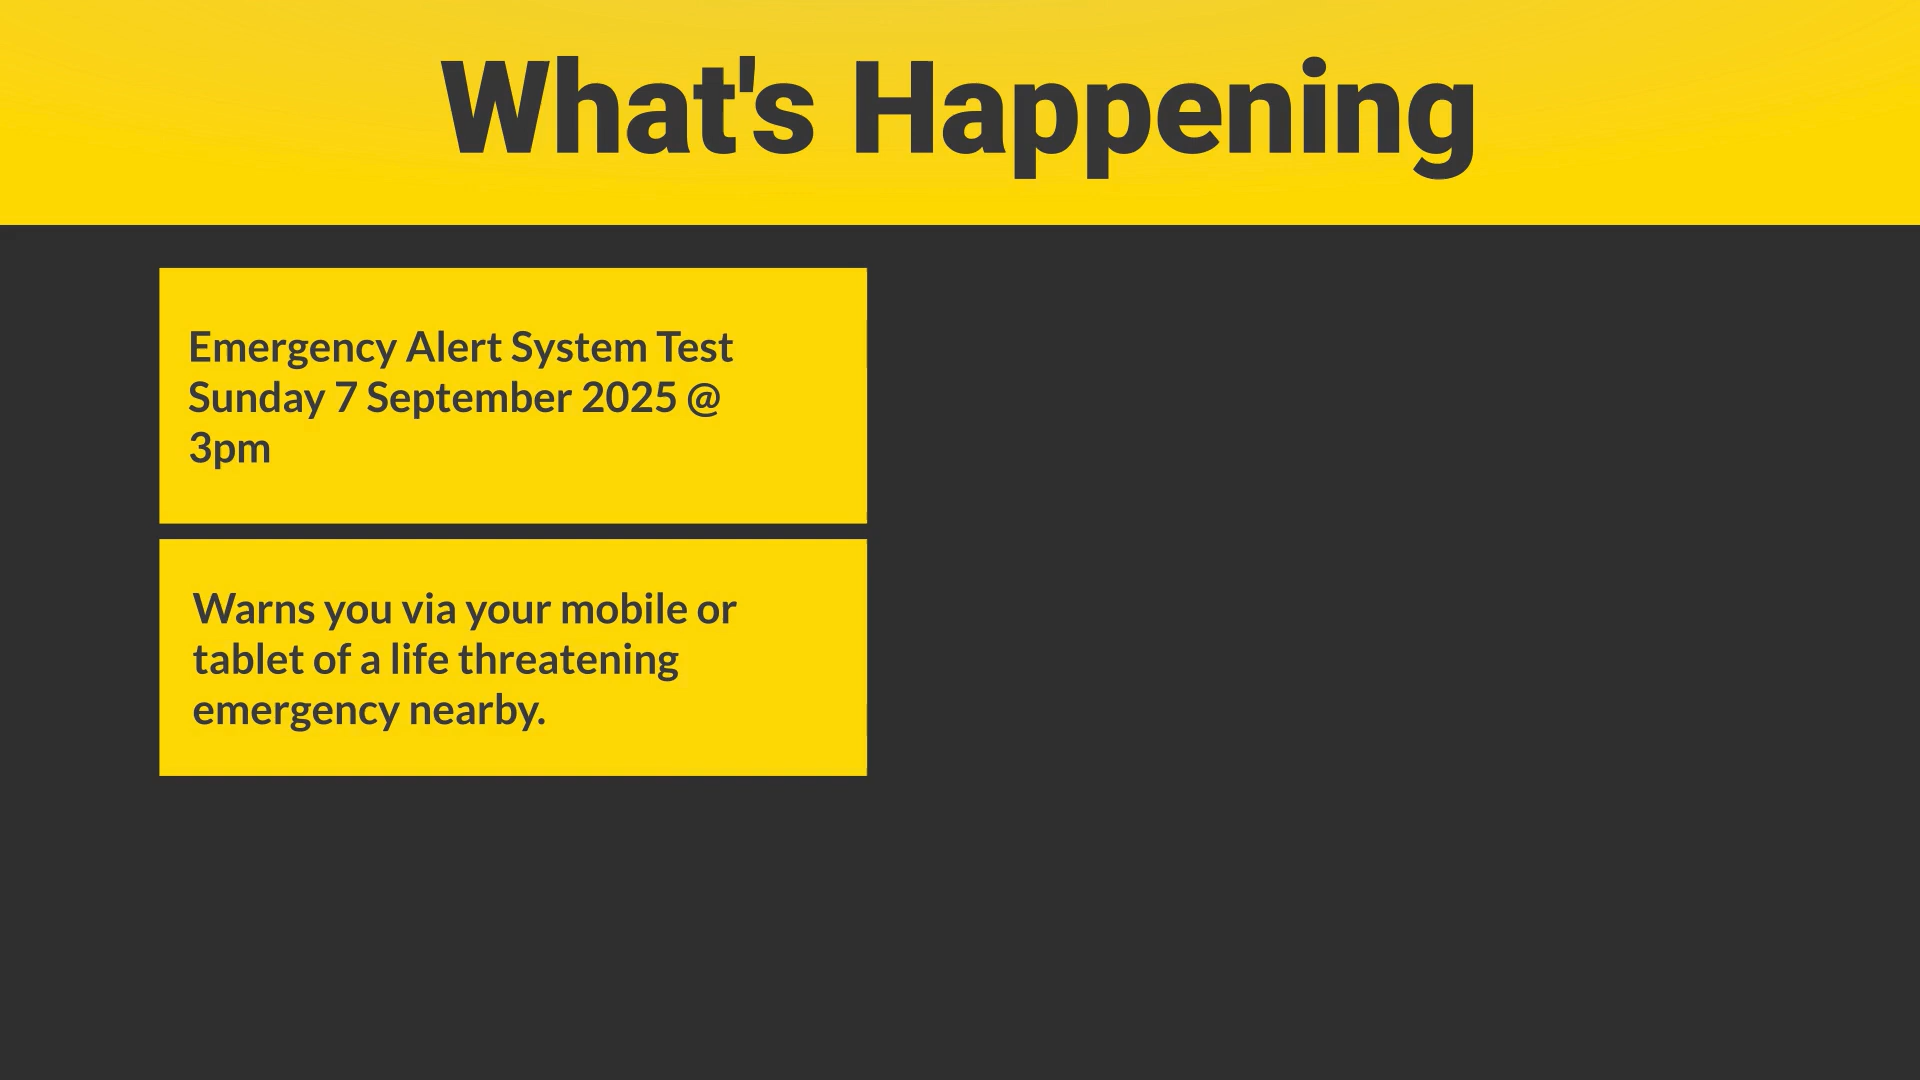 What's Happening
Emergency Alert System Test
Sunday 7 September 2025 @
3pm
Warns you via your mobile or
tablet of a life threatening
emergency nearby.